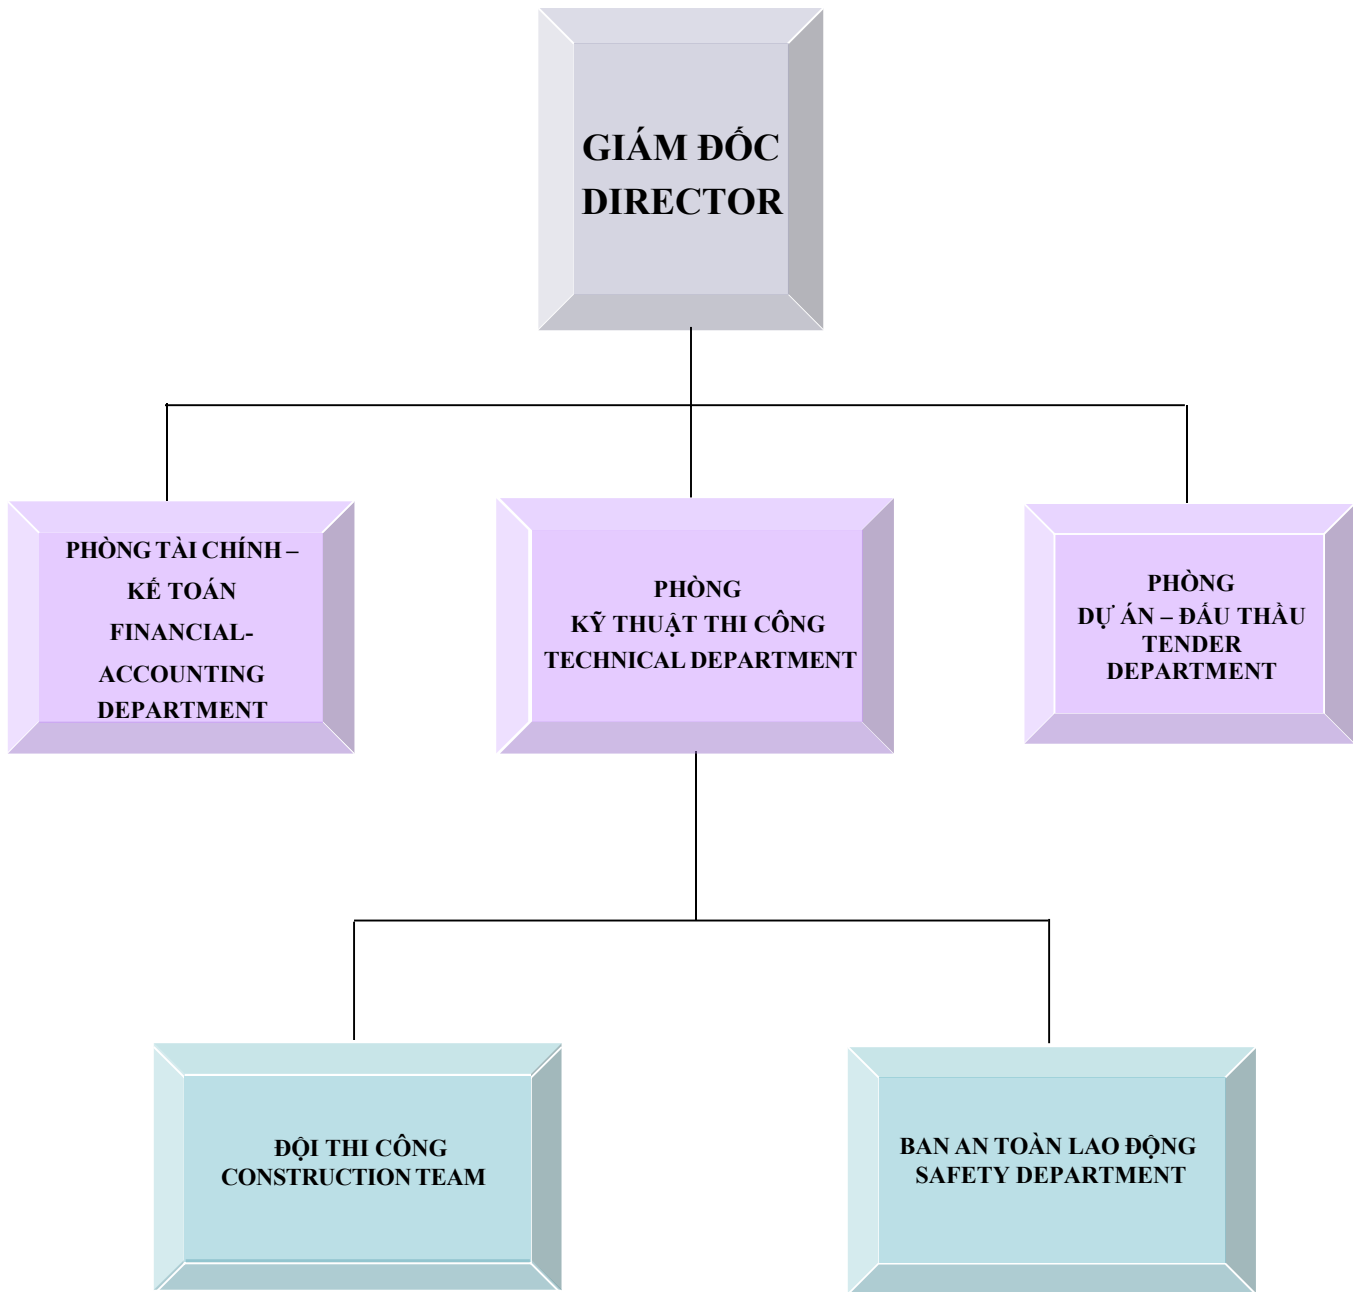 GIÁM ĐỐC
DIRECTOR
PHÒNG TÀI CHÍNH –
KẾ TOÁN
FINANCIAL-
ACCOUNTING
DEPARTMENT
PHÒNG
KỸ THUẬT THI CÔNG
TECHNICAL DEPARTMENT
PHÒNG
DỰ ÁN – ĐẤU THẦU
TENDER
DEPARTMENT
ĐỘI THI CÔNG
CONSTRUCTION TEAM
BAN AN TOÀN LAO ĐỘNG
SAFETY DEPARTMENT